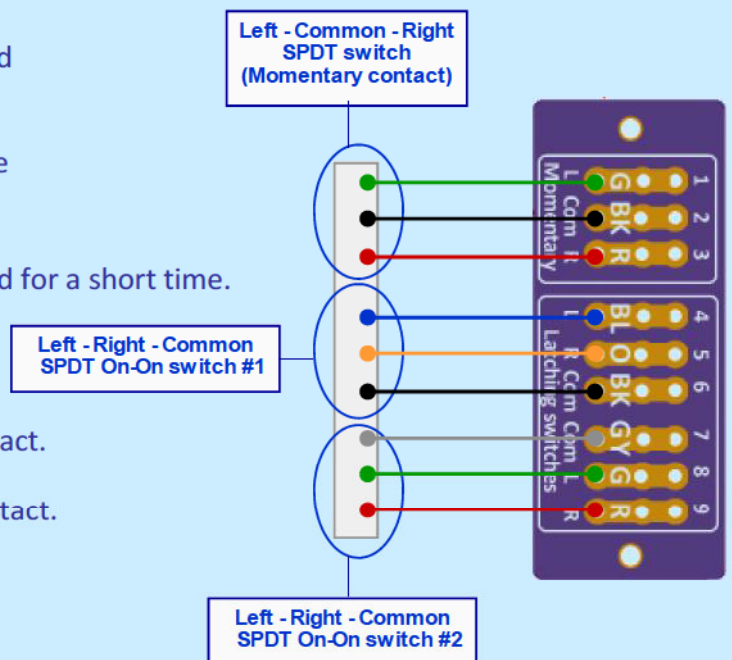 Left - Common - Right
SPDT switch
(Momentary contact)
d
e
d for a short time.
Left - Right - Common
SPDT On-On switch #1
act.
tact.
Left - Right - Common
SPDT On-On switch #2
Momentary
L Com R
G BK R
1 2 3
Latching switches
L R Com Com L R
BL O BK GY G R
4 5 6 7 8 9